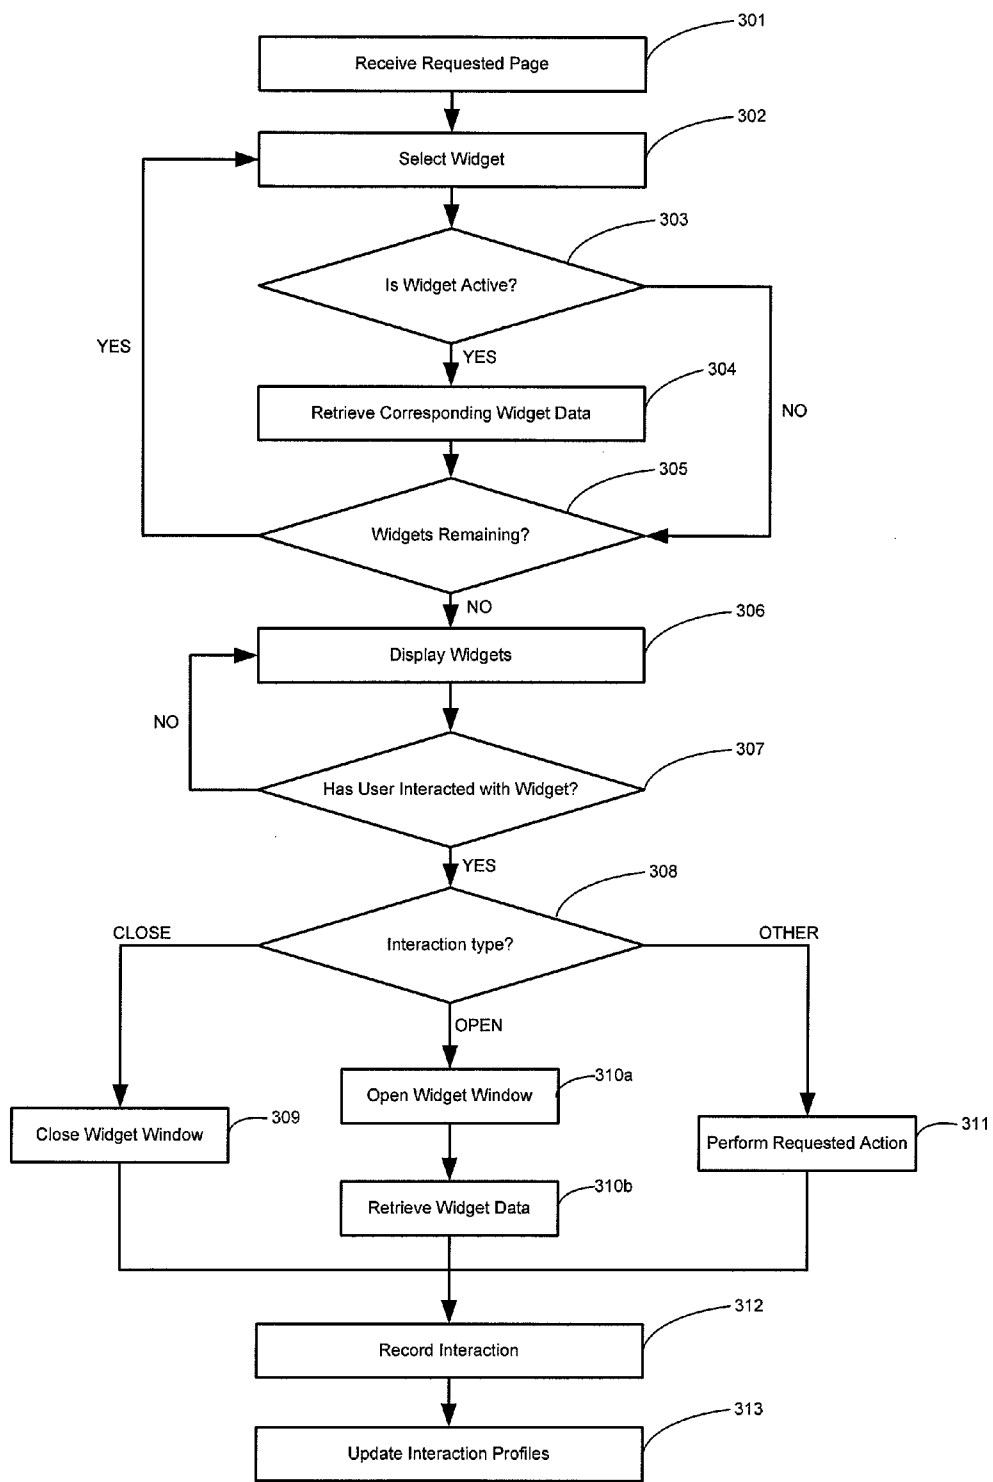 301
Receive Requested Page
302
Select Widget
303
Is Widget Active?
YES
YES
304
Retrieve Corresponding Widget Data
NO
305
Widgets Remaining?
NO
306
Display Widgets
NO
307
Has User Interacted with Widget?
YES
308
CLOSE
Interaction type?
OTHER
OPEN
310a
Open Widget Window
309
Close Widget Window
311
Perform Requested Action
310b
Retrieve Widget Data
312
Record Interaction
313
Update Interaction Profiles